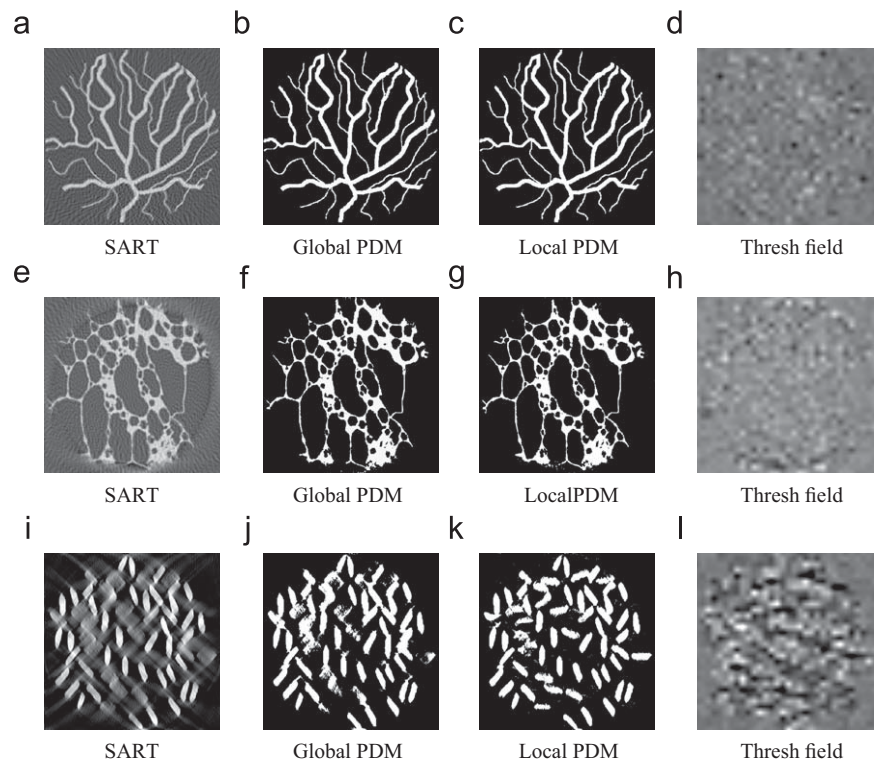 a b c d
SART Global PDM Local PDM Thresh field
e f g h
SART Global PDM LocalPDM Thresh field
i j k l
SART Global PDM Local PDM Thresh field